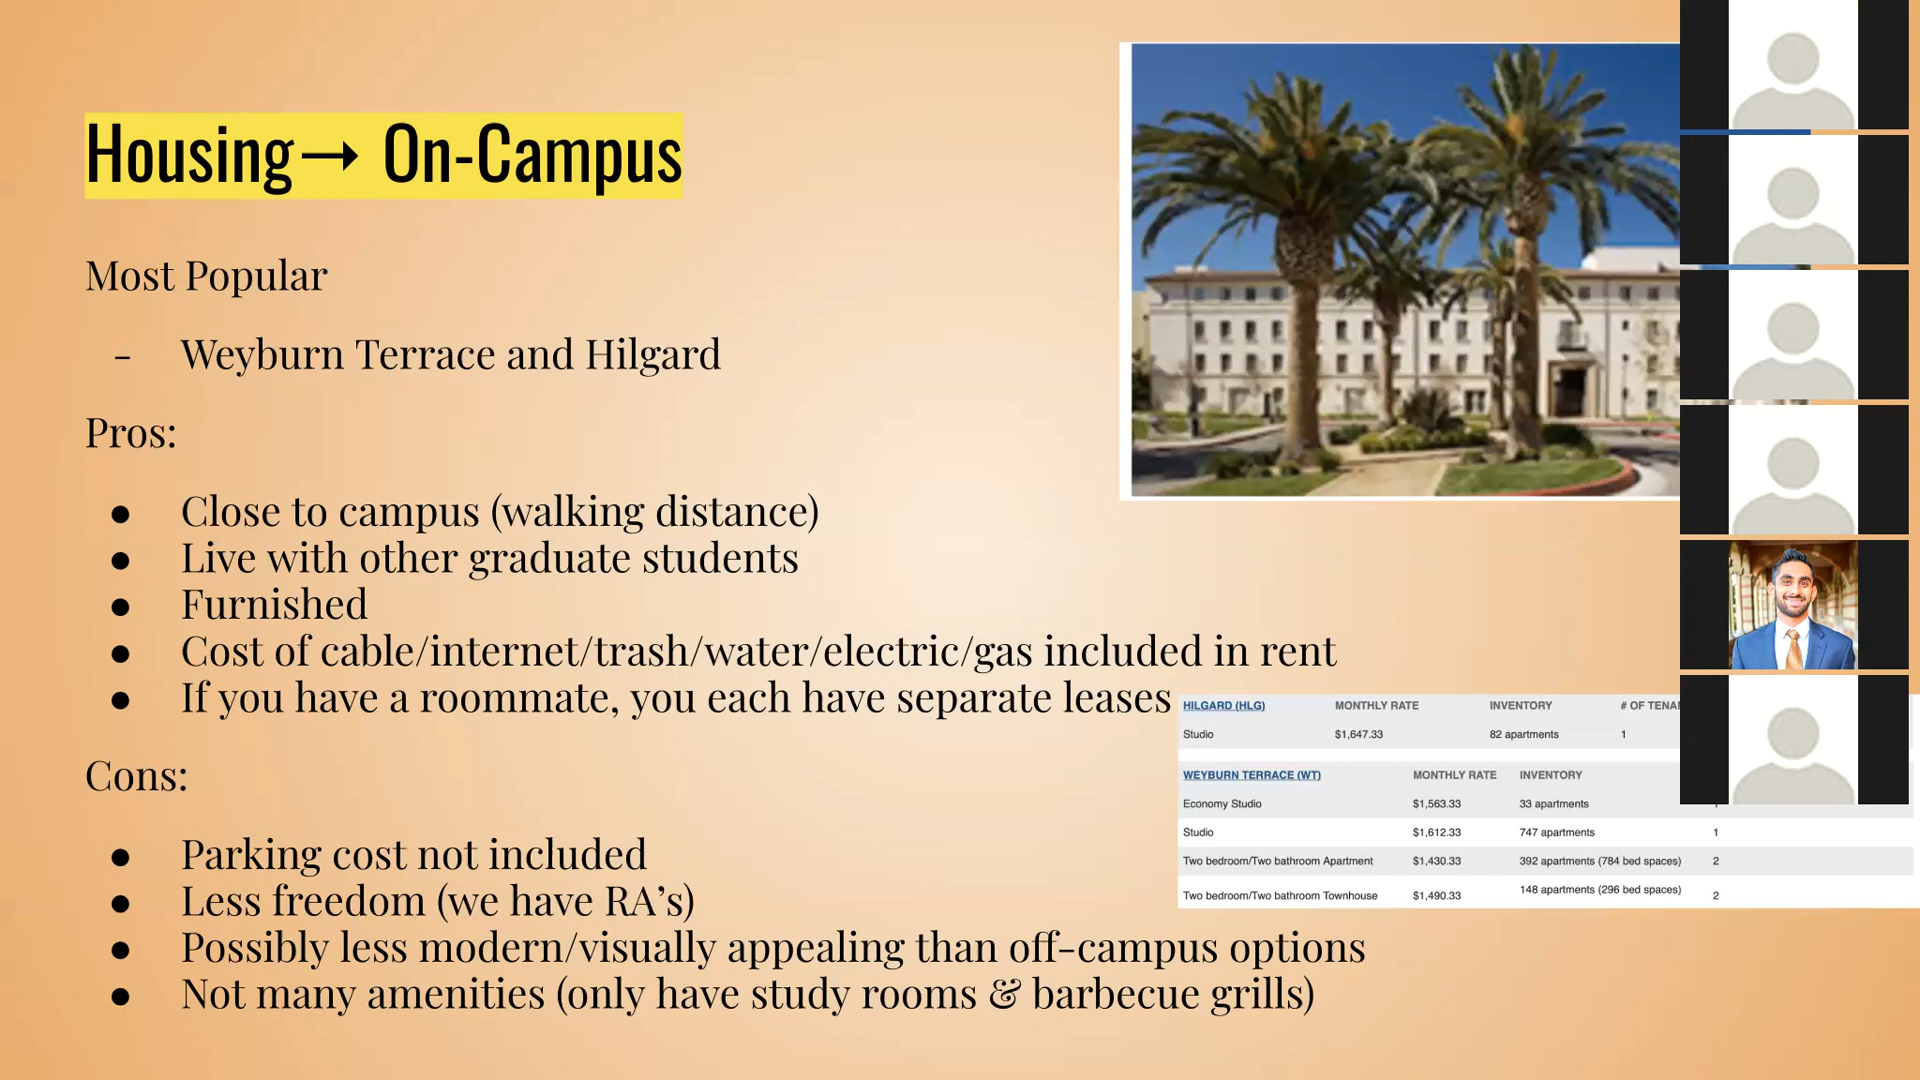 Housing→ On-Campus
Most Popular
- Weyburn Terrace and Hilgard
Pros:
● Close to campus (walking distance)
● Live with other graduate students
● Furnished
● Cost of cable/internet/trash/water/electric/gas included in rent
● If you have a roommate, you each have separate leases
HILGARD (HLG) MONTHLY RATE INVENTORY # OF
Studio $1,647.33 82 apartments 1
WEYBURN TERRACE (WT) MONTHLY RATE INVENTORY
Economy Studio $1,563.33 33 apartments
Studio $1,612.33 747 apartments 1
Two bedroom/Two bathroom Apartment $1,430.33 392 apartments (784 bed spaces) 2
Two bedroom/Two bathroom Townhouse $1,490.33 148 apartments (296 bed spaces) 2
Cons:
● Parking cost not included
● Less freedom (we have RA’s)
● Possibly less modern/visually appealing than off-campus options
● Not many amenities (only have study rooms & barbecue grills)